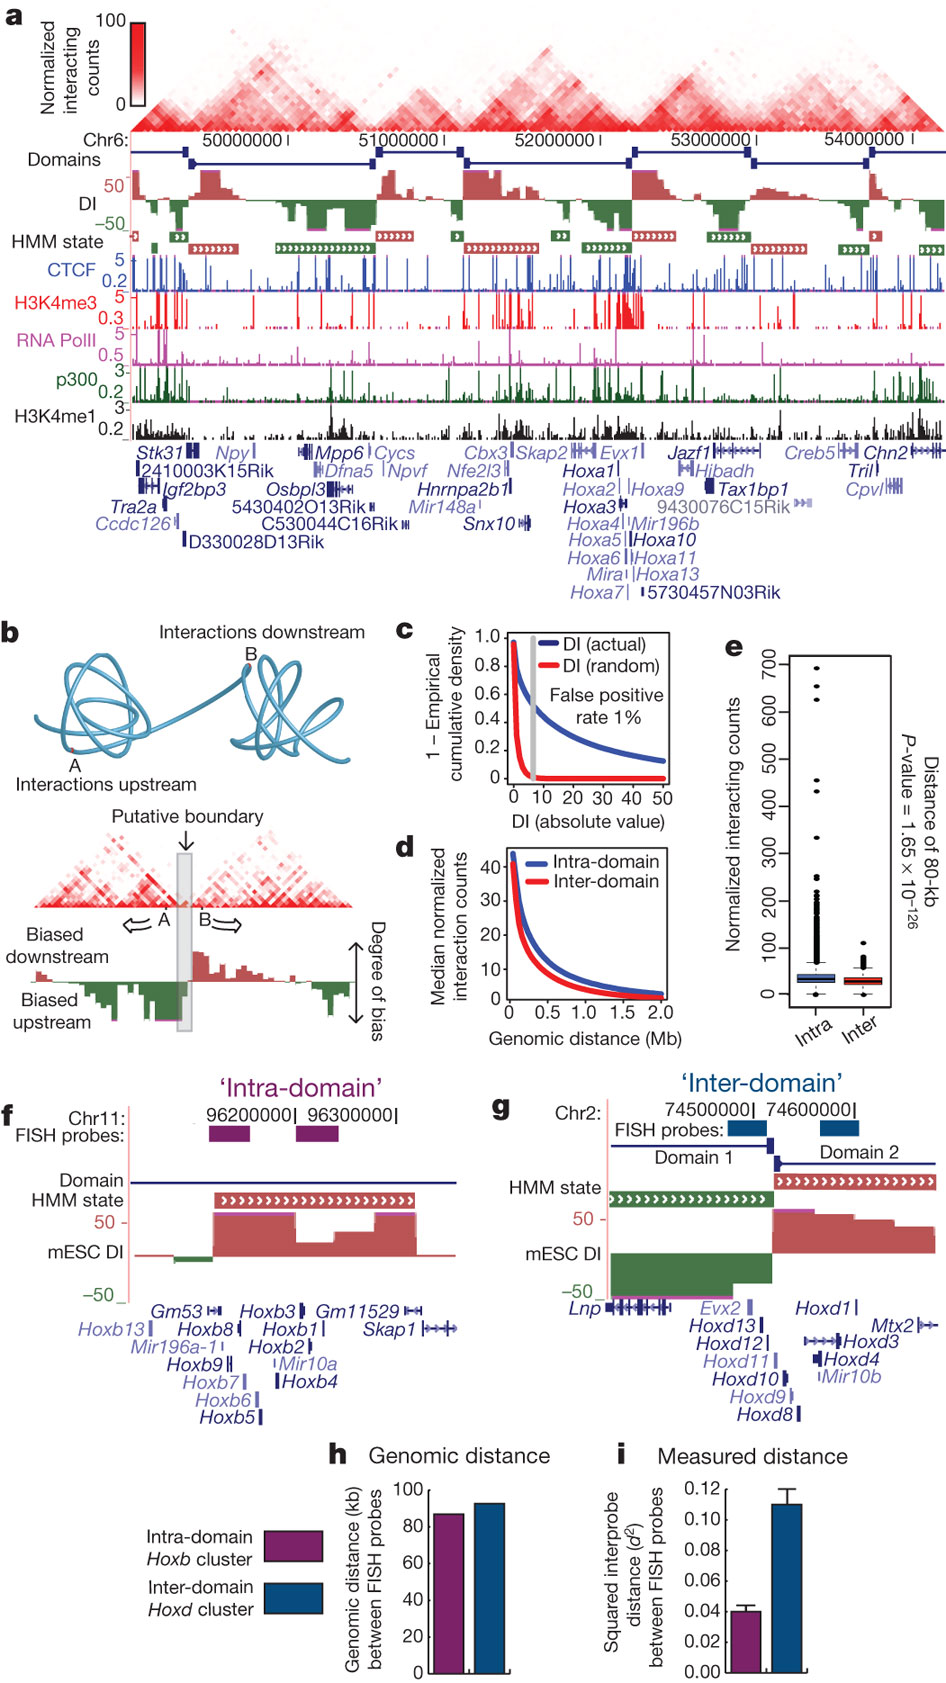 a
Normalized
interacting
counts
100
0
Chr6: 50000000 51000000 52000000 53000000 54000000
Domains
50
DI
−50
HMM state
CTCF 5
0.2
H3K4me3 5
0.3
RNA PolII 5
0.5
p300 3
0.2
H3K4me1 3
0.2
Stk31 Npy Mpp6 Cycs Cbx3 Skap2 Evx1 Jazf1 Creb5 Chn2
2410003K15Rik Dfna5 Npvf Nfe2l3 Hoxa1 Hibadh Tril
Igf2bp3 Osbpl3 Hnrnpa2b1 Hoxa2 Hoxa9 Tax1bp1 Cpvl
Tra2a 5430402O13Rik Mir148a Hoxa3 9430076C15Rik
Ccdc126 C530044C16Rik Snx10 Hoxa4 Mir196b
D330028D13Rik Hoxa5 Hoxa10
Hoxa6 Hoxa11
Mira Hoxa13
Hoxa7 5730457N03Rik
b
Interactions downstream
B
A
Interactions upstream
Putative boundary
A B
Biased
downstream
Biased
upstream
Degree of bias
c
1 − Empirical
cumulative density
1.0
0.8
0.6
0.4
0.2
0
DI (actual)
DI (random)
False positive
rate 1%
0 10 20 30 40 50
DI (absolute value)
d
Median normalized
interaction counts
40
30
20
10
0
Intra-domain
Inter-domain
0 0.5 1.0 1.5 2.0
Genomic distance (Mb)
e
Normalized interacting counts
700
600
500
400
300
200
100
0
Intra Inter
Distance of 80-kb
P-value = 1.65 × 10⁻¹²⁶
f
'Intra-domain'
Chr11: 96200000 96300000
FISH probes:
Domain
HMM state
50
mESC DI
−50
Gm53 Hoxb3 Gm11529
Hoxb13 Hoxb8 Hoxb1 Skap1
Mir196a-1 Hoxb2
Hoxb9 Mir10a
Hoxb7 Hoxb4
Hoxb6
Hoxb5
g
'Inter-domain'
Chr2: 74500000 74600000
FISH probes:
Domain 1 Domain 2
HMM state
50
mESC DI
−50
Lnp Evx2 Hoxd1
Hoxd13 Mtx2
Hoxd12 Hoxd3
Hoxd11 Hoxd4
Hoxd10 Mir10b
Hoxd9
Hoxd8
h Genomic distance
Intra-domain
Hoxb cluster
Inter-domain
Hoxd cluster
Genomic distance (kb)
between FISH probes
100
80
60
40
20
0
i Measured distance
Squared interprobe
distance (d²)
between FISH probes
0.12
0.10
0.08
0.06
0.04
0.02
0.00